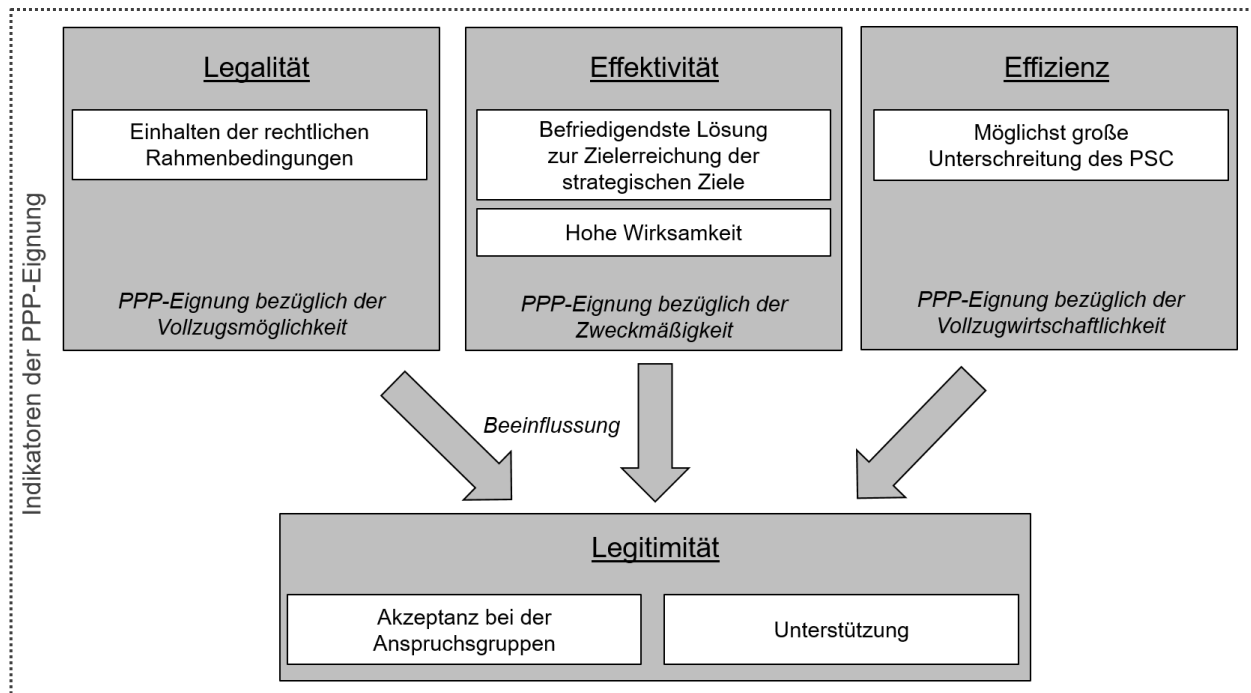 Indikatoren der PPP-Eignung
Legalität
Einhalten der rechtlichen
Rahmenbedingungen
PPP-Eignung bezüglich der
Vollzugsmöglichkeit
Effektivität
Befriedigendste Lösung
zur Zielerreichung der
strategischen Ziele
Hohe Wirksamkeit
PPP-Eignung bezüglich der
Zweckmäßigkeit
Effizienz
Möglichst große
Unterschreitung des PSC
PPP-Eignung bezüglich der
Vollzugwirtschaftlichkeit
Beeinflussung
Legitimität
Akzeptanz bei der
Anspruchsgruppen
Unterstützung